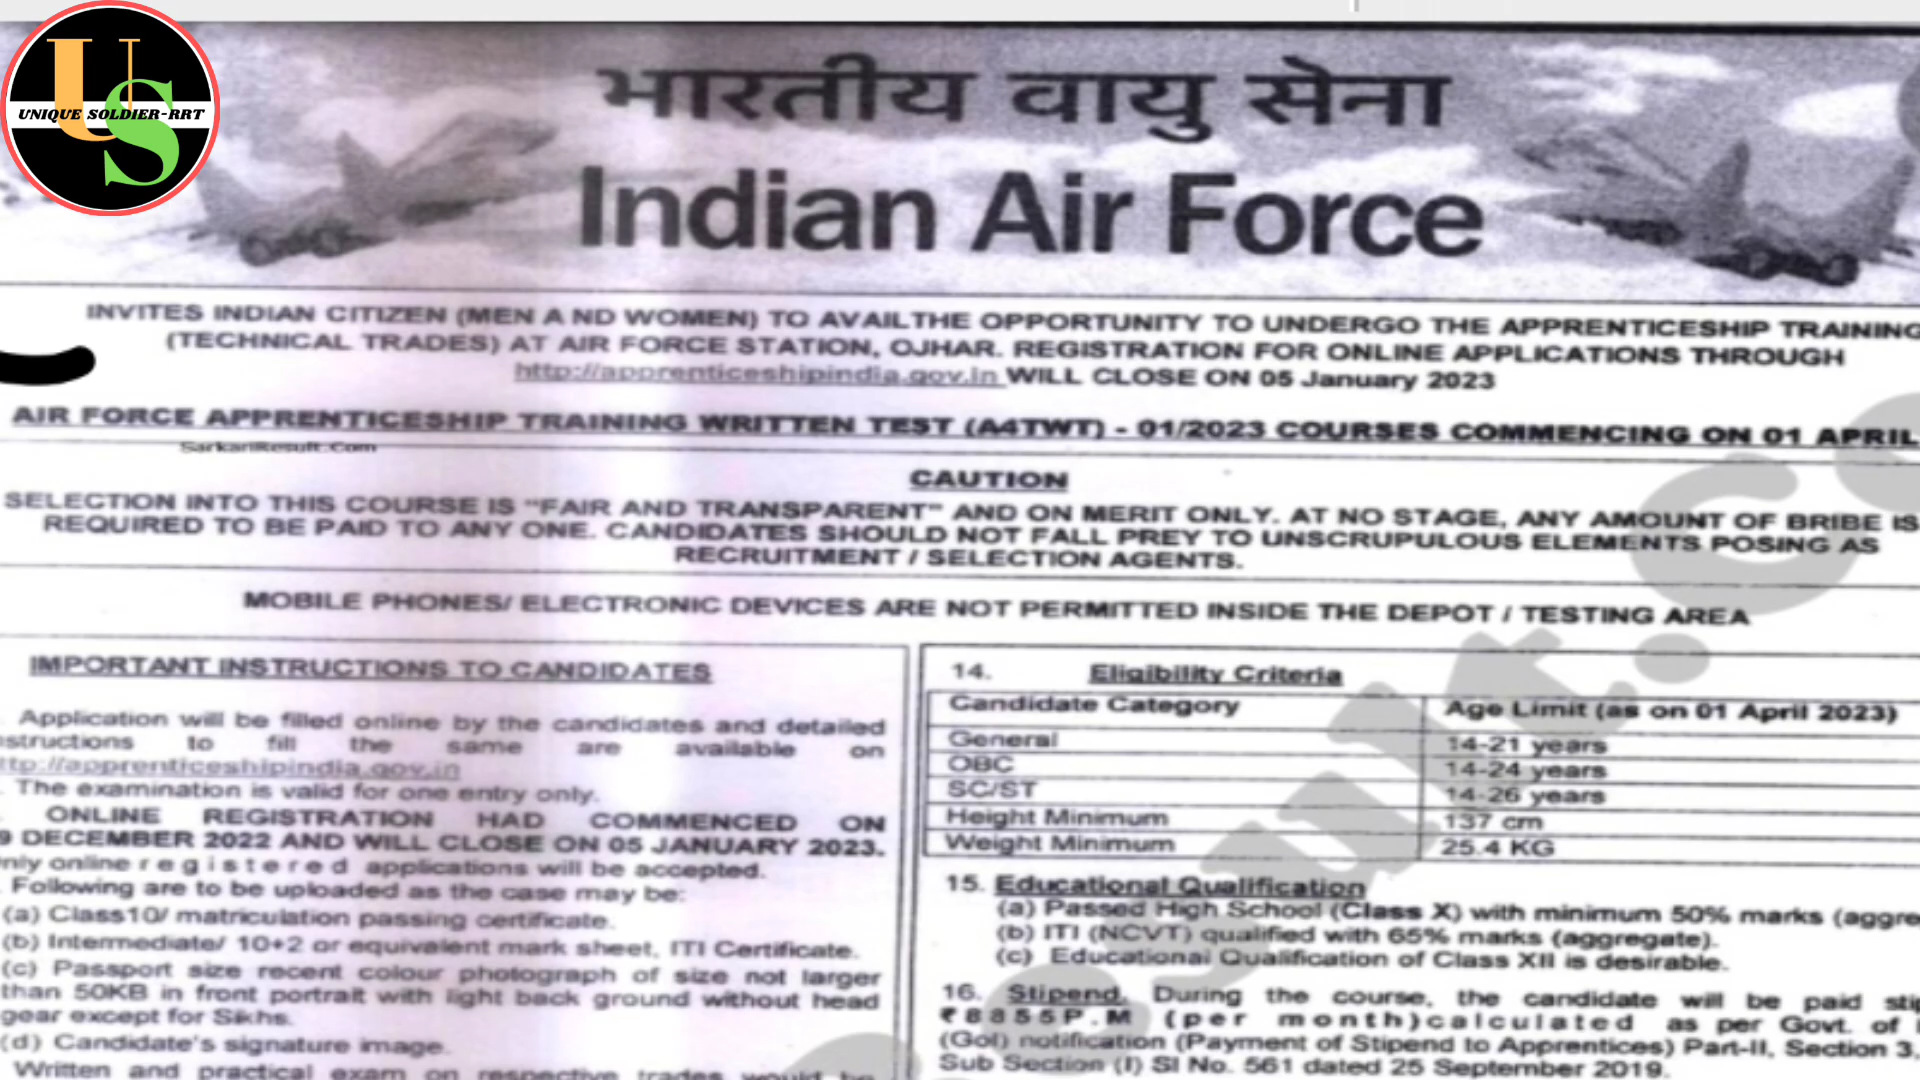 US
UNIQUE SOLDIER-RRT
भारतीय वायु सेना
Indian Air Force
INVITES INDIAN CITIZEN (MEN AND WOMEN) TO AVAILTHE OPPORTUNITY TO UNDERGO THE APPRENTICESHIP TRAINING
(TECHNICAL TRADES) AT AIR FORCE STATION, OJHAR. REGISTRATION FOR ONLINE APPLICATIONS THROUGH
http://apprenticeshipindia.gov.in WILL CLOSE ON 05 January 2023
AIR FORCE APPRENTICESHIP TRAINING WRITTEN TEST (A4TWT) - 01/2023 COURSES COMMENCING ON 01 APRIL
SarkariResult.Com
CAUTION
SELECTION INTO THIS COURSE IS "FAIR AND TRANSPARENT" AND ON MERIT ONLY. AT NO STAGE, ANY AMOUNT OF BRIBE IS
REQUIRED TO BE PAID TO ANY ONE. CANDIDATES SHOULD NOT FALL PREY TO UNSCRUPULOUS ELEMENTS POSING AS
RECRUITMENT / SELECTION AGENTS.
MOBILE PHONES/ ELECTRONIC DEVICES ARE NOT PERMITTED INSIDE THE DEPOT / TESTING AREA
IMPORTANT INSTRUCTIONS TO CANDIDATES
Application will be filled online by the candidates and detailed
nstructions to fill the same are available on
ttp://apprenticeshipindia.gov.in
. The examination is valid for one entry only.
ONLINE REGISTRATION HAD COMMENCED ON
9 DECEMBER 2022 AND WILL CLOSE ON 05 JANUARY 2023.
nly online registered applications will be accepted.
. Following are to be uploaded as the case may be:
(a) Class10/ matriculation passing certificate.
(b) Intermediate/ 10+2 or equivalent mark sheet, ITI Certificate.
(c) Passport size recent colour photograph of size not larger
than 50KB in front portrait with light back ground without head
gear except for Sikhs.
(d) Candidate's signature image.
Written and practical exam on respective trades would be
14. Eligibility Criteria
Candidate Category Age Limit (as on 01 April 2023)
General 14-21 years
OBC 14-24 years
SC/ST 14-26 years
Height Minimum 137 cm
Weight Minimum 25.4 KG
15. Educational Qualification
(a) Passed High School (Class X) with minimum 50% marks (aggre
(b) ITI (NCVT) qualified with 65% marks (aggregate).
(c) Educational Qualification of Class XII is desirable.
16. Stipend. During the course, the candidate will be paid stip
₹8855P.M (per month)calculated as per Govt. of
(GoI) notification (Payment of Stipend to Apprentices) Part-II, Section 3,
Sub Section (I) SI No. 561 dated 25 September 2019.